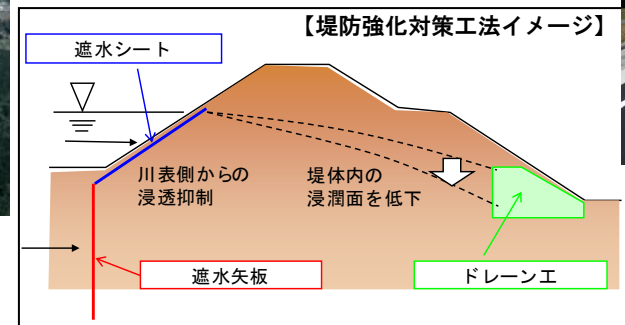 【堤防強化対策工法イメージ】
遮水シート
川表側からの
浸透抑制
堤体内の
浸潤面を低下
遮水矢板
ドレーン工